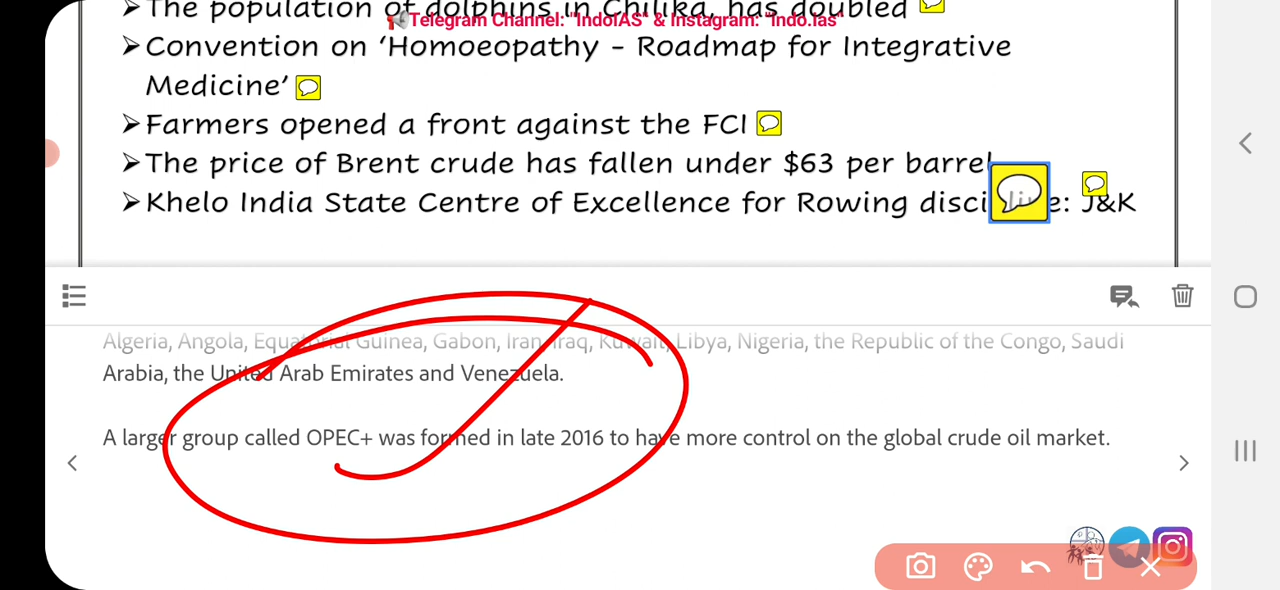 ➤The population of dolphins in Chilika, has doubled
Telegram Channel: "IndoIAS" & Instagram: "indo.ias"
➤Convention on ‘Homoeopathy – Roadmap for Integrative
Medicine’
➤Farmers opened a front against the FCI
➤The price of Brent crude has fallen under $63 per barrel
➤Khelo India State Centre of Excellence for Rowing discipline: J&K
Algeria, Angola, Equatorial Guinea, Gabon, Iran, Iraq, Kuwait, Libya, Nigeria, the Republic of the Congo, Saudi
Arabia, the United Arab Emirates and Venezuela.
A larger group called OPEC+ was formed in late 2016 to have more control on the global crude oil market.